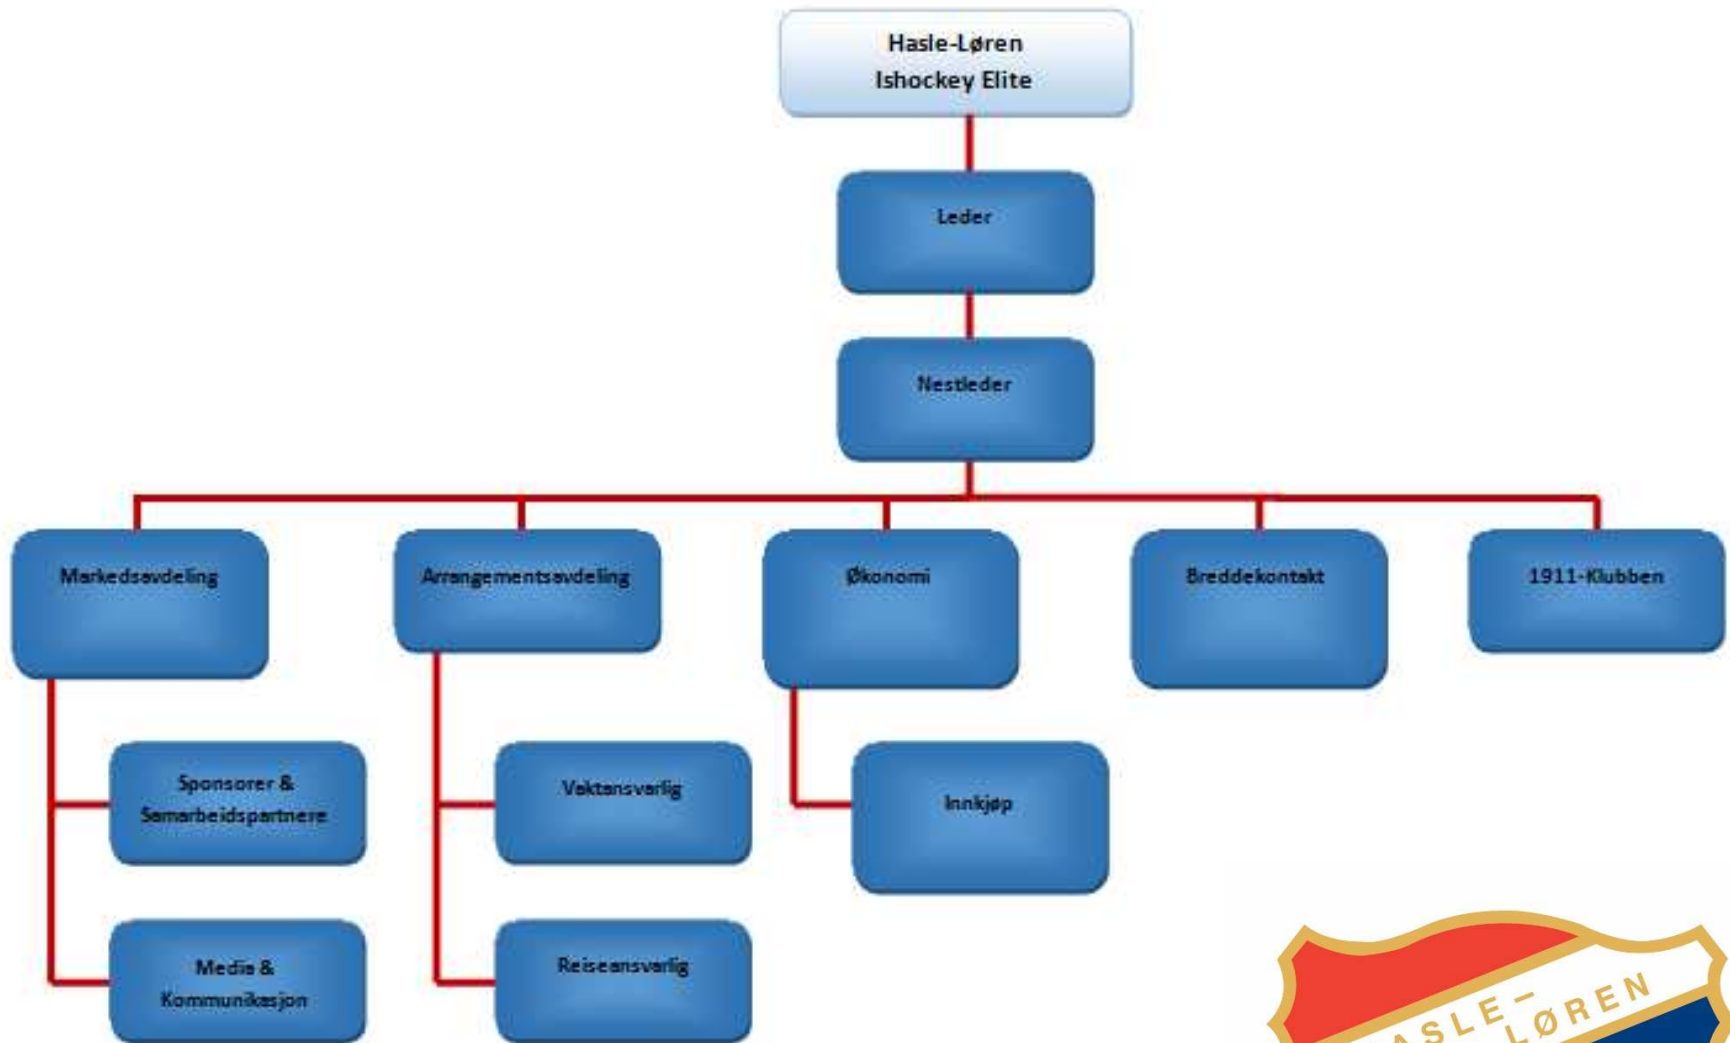 Hasle-Løren
Ishockey Elite
Leder
Nestleder
Markedsavdeling
Arrangementsavdeling
Økonomi
Breddekontakt
1911-Klubben
Sponsorer &
Samarbeidspartnere
Vaktansvarlig
Innkjøp
Media &
Kommunikasjon
Reiseansvarlig
ASLE-
LØREN